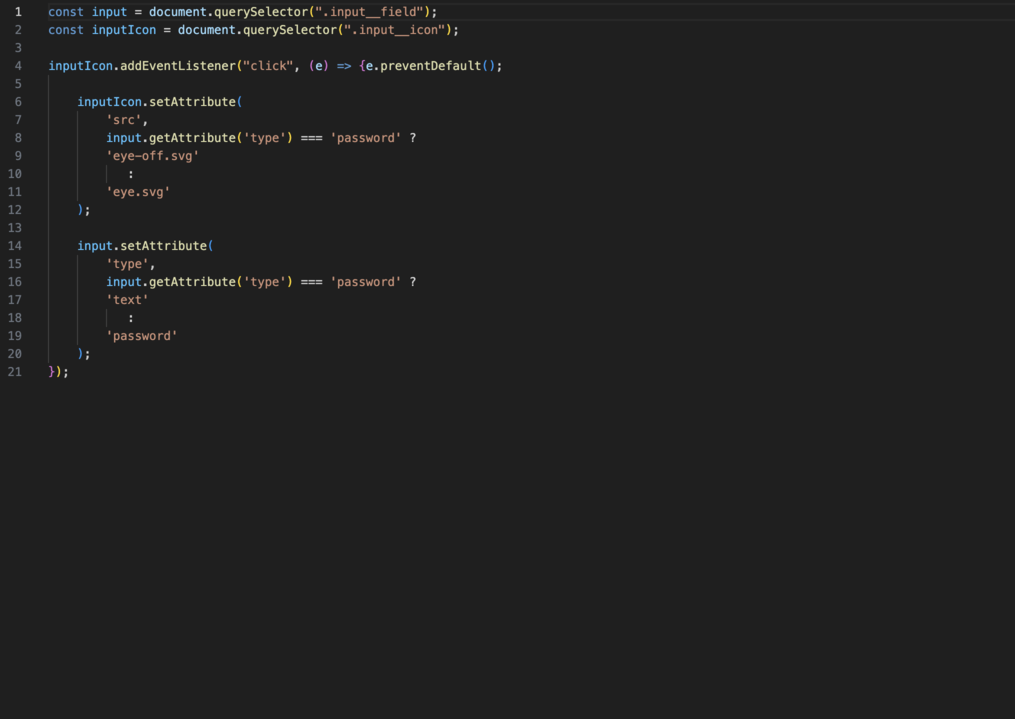 1 const input = document.querySelector(".input__field");
2 const inputIcon = document.querySelector(".input__icon");
3
4 inputIcon.addEventListener("click", (e) => {e.preventDefault();
5
6     inputIcon.setAttribute(
7         'src',
8         input.getAttribute('type') === 'password' ?
9         'eye-off.svg'
10            :
11         'eye.svg'
12     );
13
14     input.setAttribute(
15         'type',
16         input.getAttribute('type') === 'password' ?
17         'text'
18            :
19         'password'
20     );
21 });